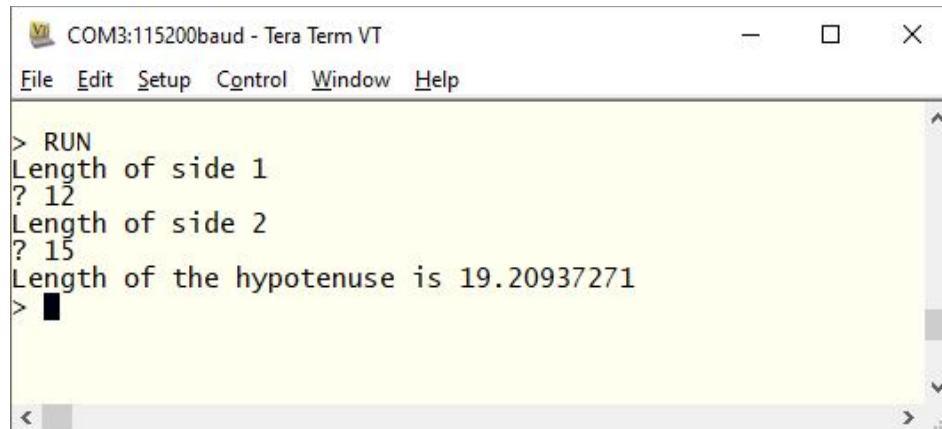 COM3:115200baud - Tera Term VT
File Edit Setup Control Window Help
> RUN
Length of side 1
? 12
Length of side 2
? 15
Length of the hypotenuse is 19.20937271
>